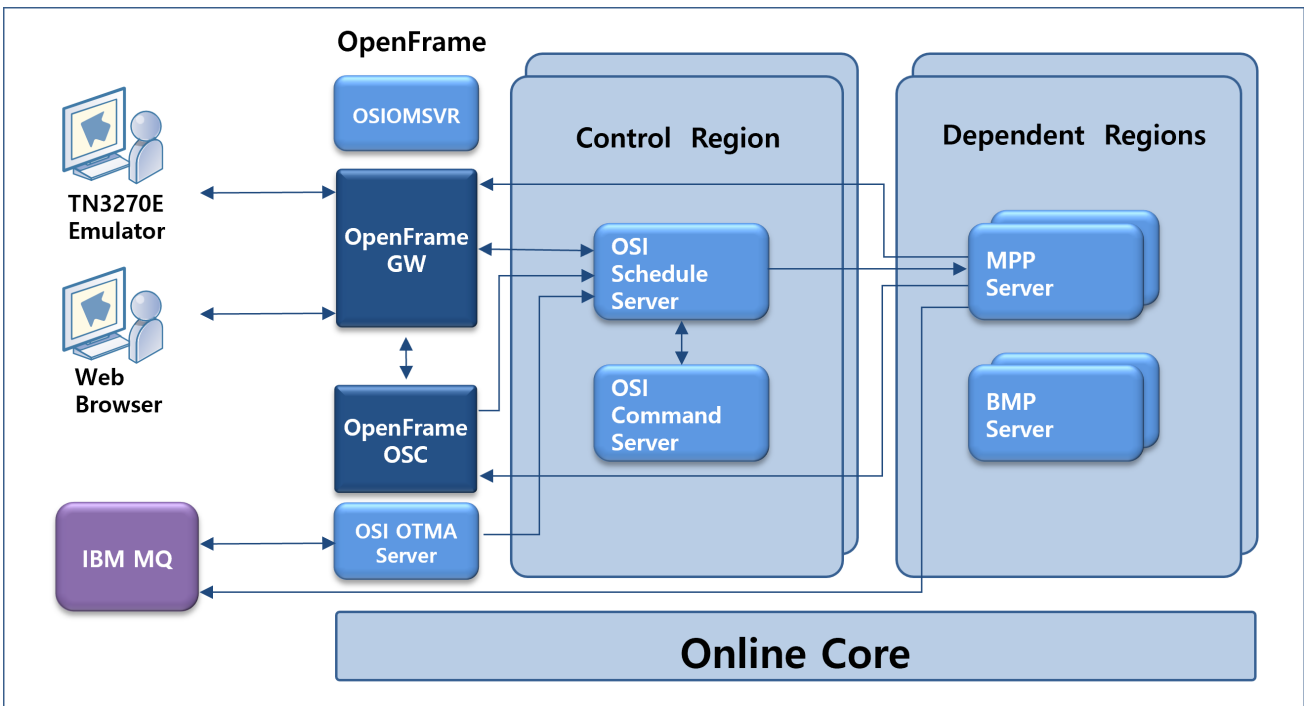 OpenFrame
OSIOMSVR
Control Region
Dependent Regions
TN3270E
Emulator
OpenFrame
GW
OSI
Schedule
Server
MPP
Server
Web
Browser
OpenFrame
OSC
OSI
Command
Server
BMP
Server
IBM MQ
OSI OTMA
Server
Online Core